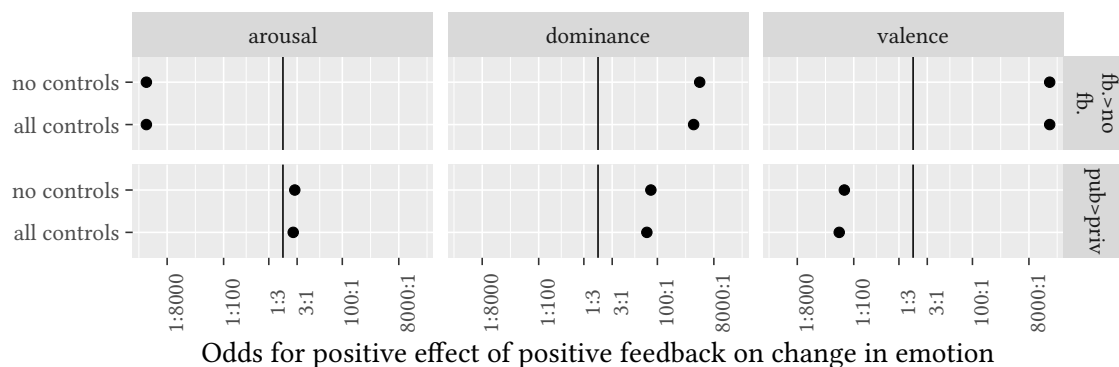 arousal dominance valence
no controls
all controls
fb.>no
fb.
no controls
all controls
pub>priv
1:8000 1:100 1:3 3:1 100:1 8000:1 1:8000 1:100 1:3 3:1 100:1 8000:1 1:8000 1:100 1:3 3:1 100:1 8000:1
Odds for positive effect of positive feedback on change in emotion